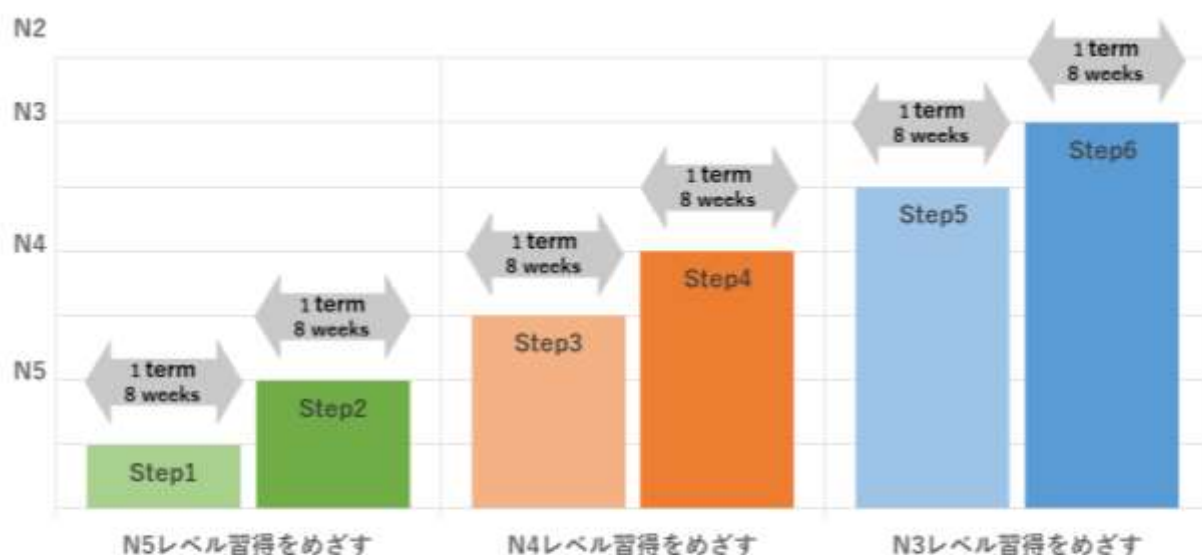 N2
N3
N4
N5
1 term
8 weeks
Step1
1 term
8 weeks
Step2
1 term
8 weeks
Step3
1 term
8 weeks
Step4
1 term
8 weeks
Step5
1 term
8 weeks
Step6
N5レベル習得をめざす
N4レベル習得をめざす
N3レベル習得をめざす